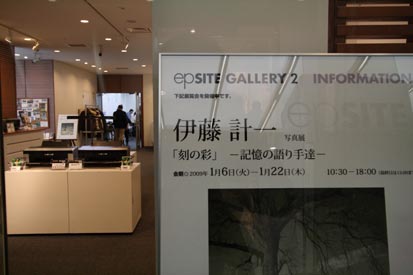 epSITE GALLERY 2 INFORMATION
下記展覧会を開催中です。
epSITE
伊藤 計一 写真展
「刻の彩」 －記憶の語り手達－
会期：2009年 1月6日(火)―1月22日(木) 10:30－18:00